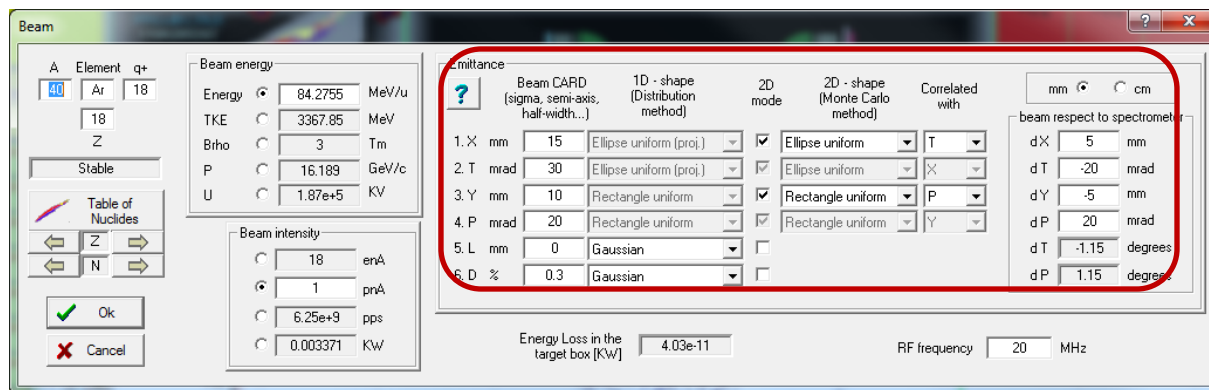 Beam
? X
A Element q+
40 Ar 18
18
Z
Stable
Table of
Nuclides
Z
N
Ok
Cancel
Beam energy
Energy 84.2755 MeV/u
TKE 3367.85 MeV
Brho 3 Tm
P 16.189 GeV/c
U 1.87e+5 KV
Beam intensity
18 enA
1 pnA
6.25e+9 pps
0.003371 KW
Emittance
?
Beam CARD
(sigma, semi-axis,
half-width...)
1D - shape
(Distribution
method)
2D
mode
2D - shape
(Monte Carlo
method)
Correlated
with
1. X mm 15 Ellipse uniform (proj.) Ellipse uniform T
2. T mrad 30 Ellipse uniform (proj.) Ellipse uniform X
3. Y mm 10 Rectangle uniform Rectangle uniform P
4. P mrad 20 Rectangle uniform Rectangle uniform Y
5. L mm 0 Gaussian
6. D % 0.3 Gaussian
mm cm
beam respect to spectrometer
dX 5 mm
dT -20 mrad
dY -5 mm
dP 20 mrad
dT -1.15 degrees
dP 1.15 degrees
Energy Loss in the
target box [KW] 4.03e-11
RF frequency 20 MHz